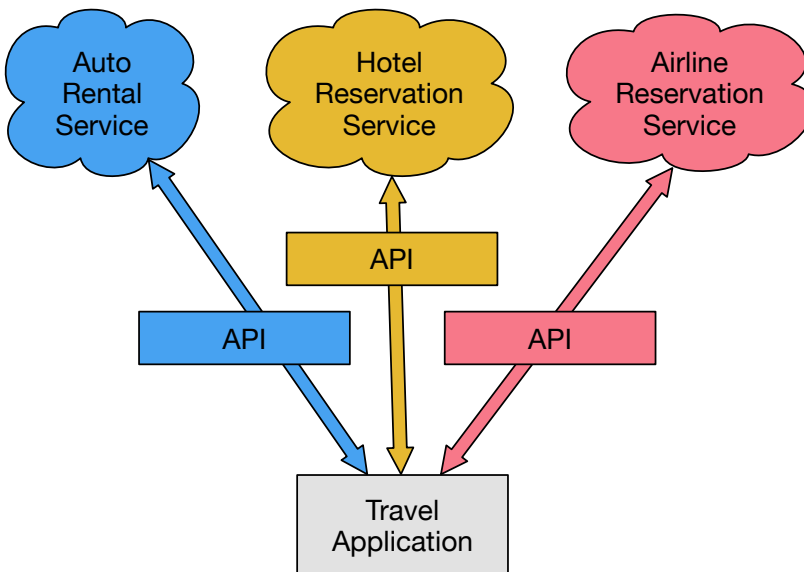 Auto
Rental
Service
Hotel
Reservation
Service
Airline
Reservation
Service
API
API
API
Travel
Application